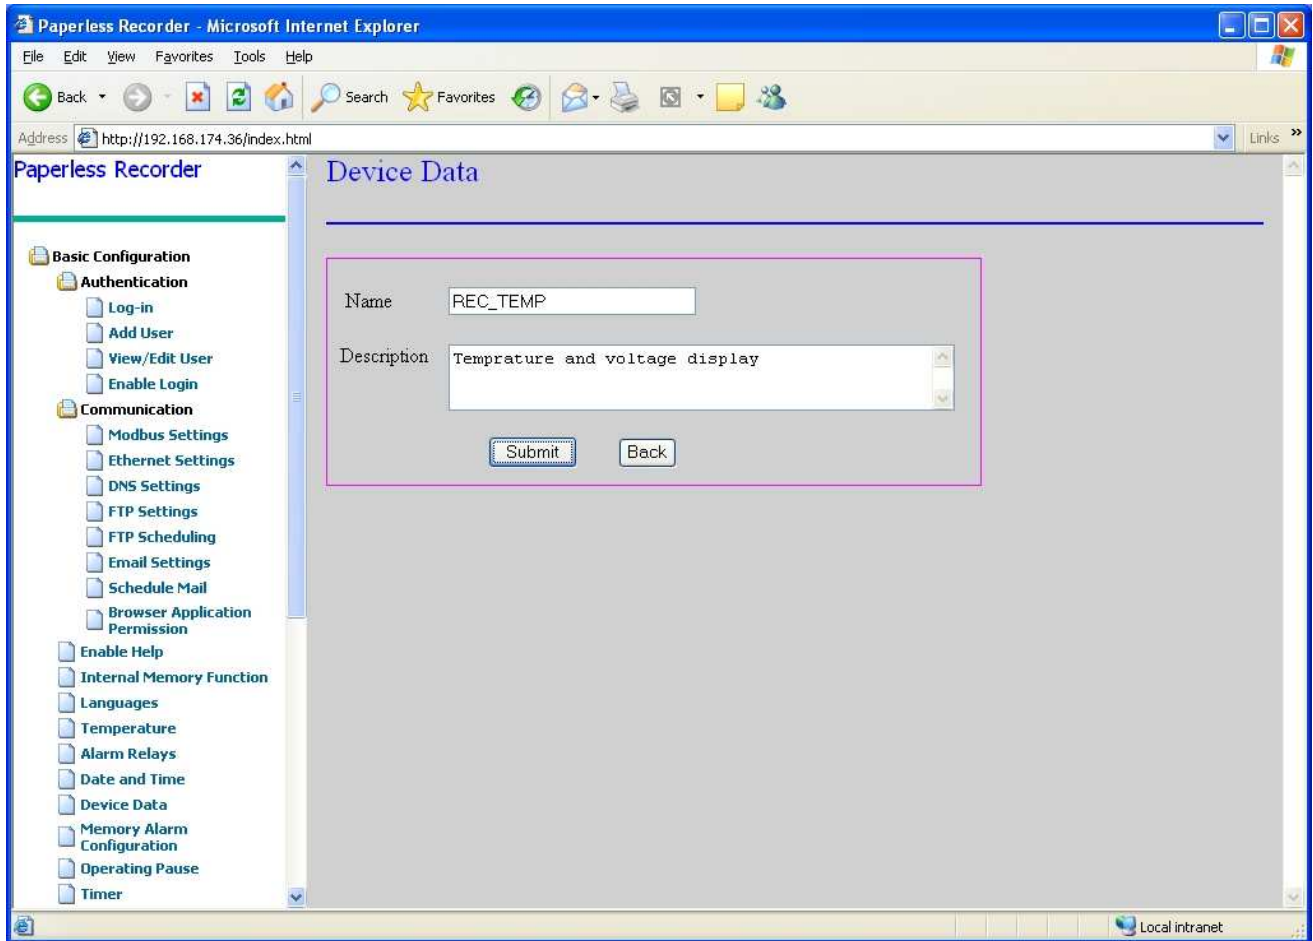 Paperless Recorder - Microsoft Internet Explorer
File Edit View Favorites Tools Help
Back Search Favorites
Address http://192.168.174.36/index.html Links »
Paperless Recorder
Basic Configuration
Authentication
Log-in
Add User
View/Edit User
Enable Login
Communication
Modbus Settings
Ethernet Settings
DNS Settings
FTP Settings
FTP Scheduling
Email Settings
Schedule Mail
Browser Application
Permission
Enable Help
Internal Memory Function
Languages
Temperature
Alarm Relays
Date and Time
Device Data
Memory Alarm
Configuration
Operating Pause
Timer
Device Data
Name REC_TEMP
Description Temprature and voltage display
Submit Back
Local intranet